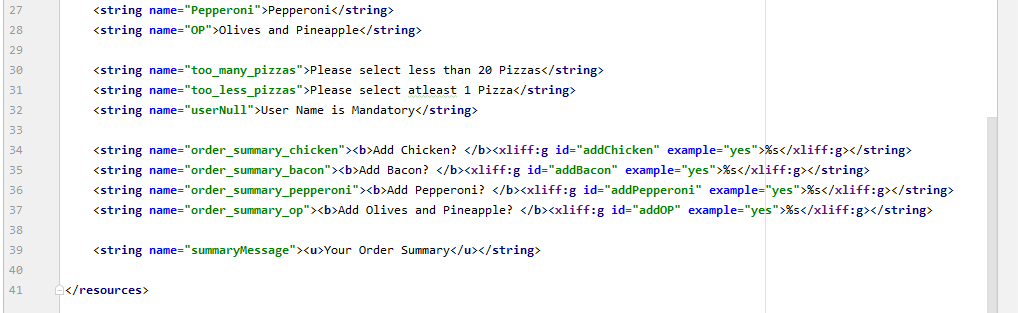 27 <string name="Pepperoni">Pepperoni</string>
28 <string name="OP">Olives and Pineapple</string>
29
30 <string name="too_many_pizzas">Please select less than 20 Pizzas</string>
31 <string name="too_less_pizzas">Please select atleast 1 Pizza</string>
32 <string name="userNull">User Name is Mandatory</string>
33
34 <string name="order_summary_chicken"><b>Add Chicken? </b><xliff:g id="addChicken" example="yes">%s</xliff:g></string>
35 <string name="order_summary_bacon"><b>Add Bacon? </b><xliff:g id="addBacon" example="yes">%s</xliff:g></string>
36 <string name="order_summary_pepperoni"><b>Add Pepperoni? </b><xliff:g id="addPepperoni" example="yes">%s</xliff:g></string>
37 <string name="order_summary_op"><b>Add Olives and Pineapple? </b><xliff:g id="addOP" example="yes">%s</xliff:g></string>
38
39 <string name="summaryMessage"><u>Your Order Summary</u></string>
40
41 </resources>